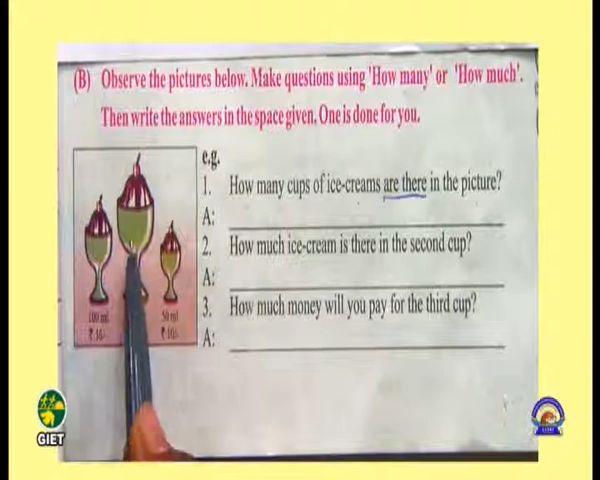 (B) Observe the pictures below. Make questions using 'How many' or 'How much'.
Then write the answers in the space given. One is done for you.
e.g.
1. How many cups of ice-creams are there in the picture?
A:
2. How much ice-cream is there in the second cup?
A:
3. How much money will you pay for the third cup?
A:
100 ml 50 ml
GIET